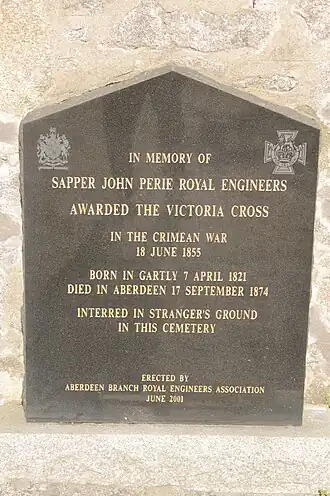 IN MEMORY OF
SAPPER JOHN PERIE ROYAL ENGINEERS
AWARDED THE VICTORIA CROSS
IN THE CRIMEAN WAR
18 JUNE 1855
BORN IN GARTLY 7 APRIL 1821
DIED IN ABERDEEN 17 SEPTEMBER 1874
INTERRED IN STRANGER'S GROUND
IN THIS CEMETERY
ERECTED BY
ABERDEEN BRANCH ROYAL ENGINEERS ASSOCIATION
JUNE 2001